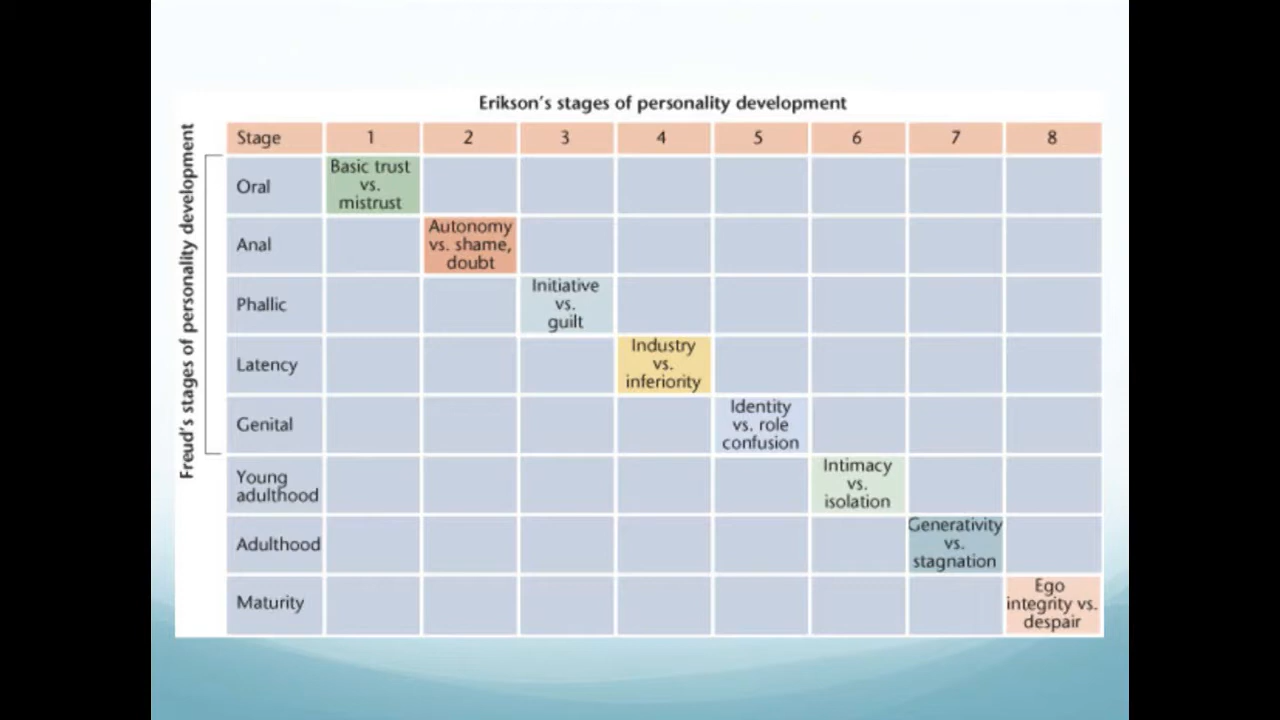 Erikson's stages of personality development
Freud's stages of personality development
Stage 1 2 3 4 5 6 7 8
Oral
Basic trust
vs.
mistrust
Anal
Autonomy
vs. shame,
doubt
Phallic
Initiative
vs.
guilt
Latency
Industry
vs.
inferiority
Genital
Identity
vs. role
confusion
Young
adulthood
Intimacy
vs.
isolation
Adulthood
Generativity
vs.
stagnation
Maturity
Ego
integrity vs.
despair